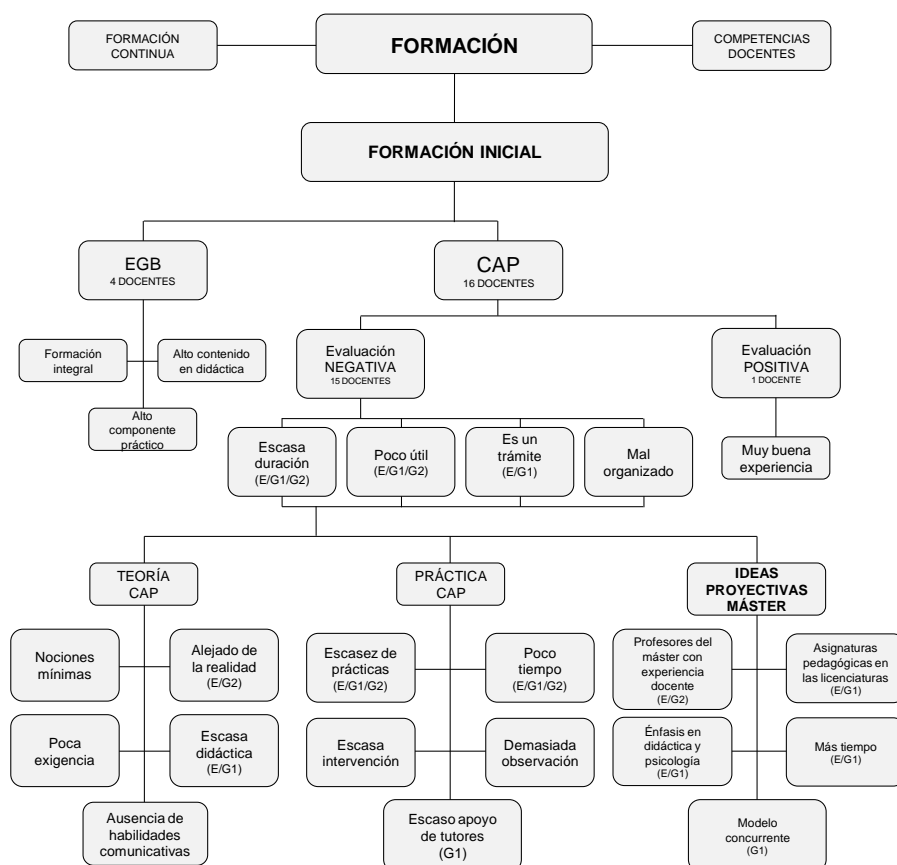 FORMACIÓN
CONTINUA
FORMACIÓN
COMPETENCIAS
DOCENTES
FORMACIÓN INICIAL
EGB
4 DOCENTES
CAP
16 DOCENTES
Formación
integral
Alto contenido
en didáctica
Alto
componente
práctico
Evaluación
NEGATIVA
15 DOCENTES
Evaluación
POSITIVA
1 DOCENTE
Escasa
duración
(E/G1/G2)
Poco útil
(E/G1/G2)
Es un
trámite
(E/G1)
Mal
organizado
Muy buena
experiencia
TEORÍA
CAP
PRÁCTICA
CAP
IDEAS
PROYECTIVAS
MÁSTER
Nociones
mínimas
Alejado de
la realidad
(E/G2)
Escasez de
prácticas
(E/G1/G2)
Poco
tiempo
(E/G1/G2)
Profesores del
máster con
experiencia
docente
(E/G2)
Asignaturas
pedagógicas en
las licenciaturas
(E/G1)
Poca
exigencia
Escasa
didáctica
(E/G1)
Escasa
intervención
Demasiada
observación
Énfasis en
didáctica y
psicología
(E/G1)
Más tiempo
(E/G1)
Ausencia de
habilidades
comunicativas
Escaso apoyo
de tutores
(G1)
Modelo
concurrente
(G1)